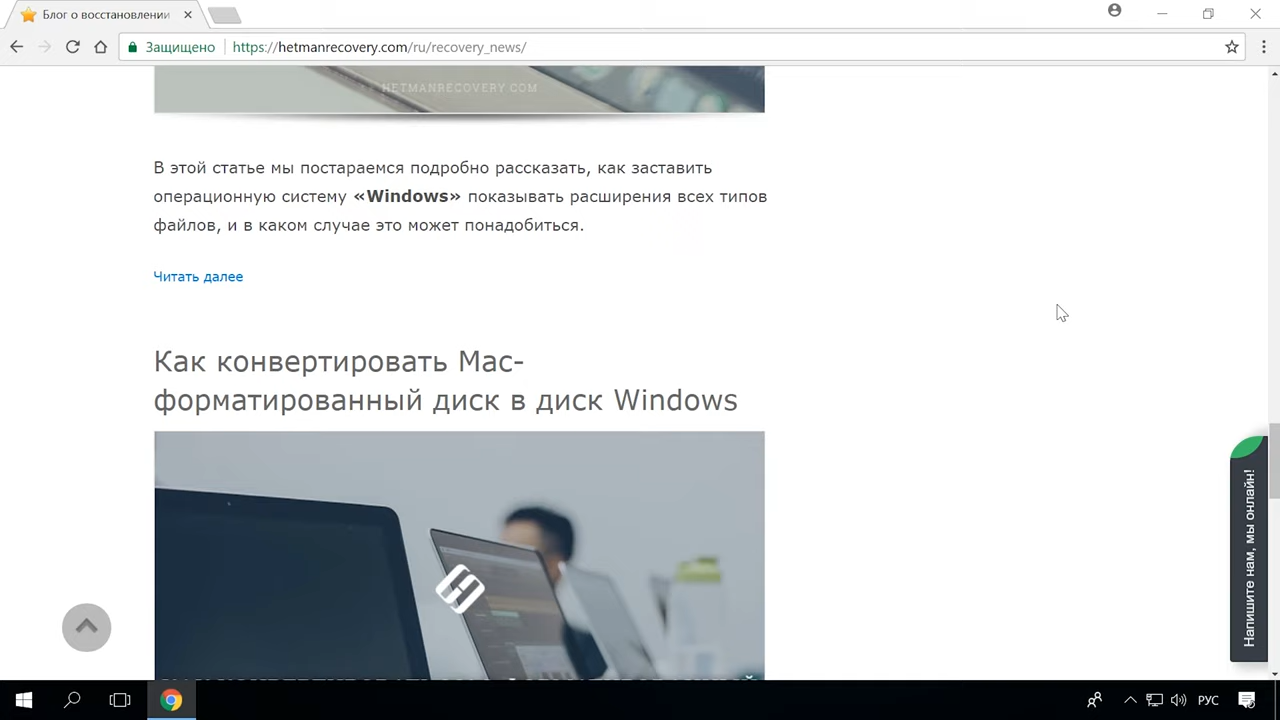 Блог о восстановлении
Защищено
https://hetmanrecovery.com/ru/recovery_news/
HETMANRECOVERY.COM
В этой статье мы постараемся подробно рассказать, как заставить
операционную систему «Windows» показывать расширения всех типов
файлов, и в каком случае это может понадобиться.
Читать далее
Как конвертировать Mac-
форматированный диск в диск Windows
Напишите нам, мы онлайн!
РУС